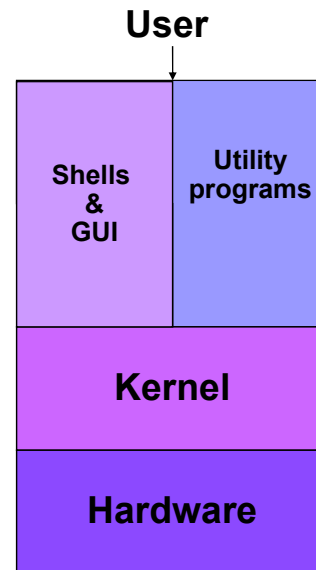 User
Shells
&
GUI
Utility
programs
Kernel
Hardware